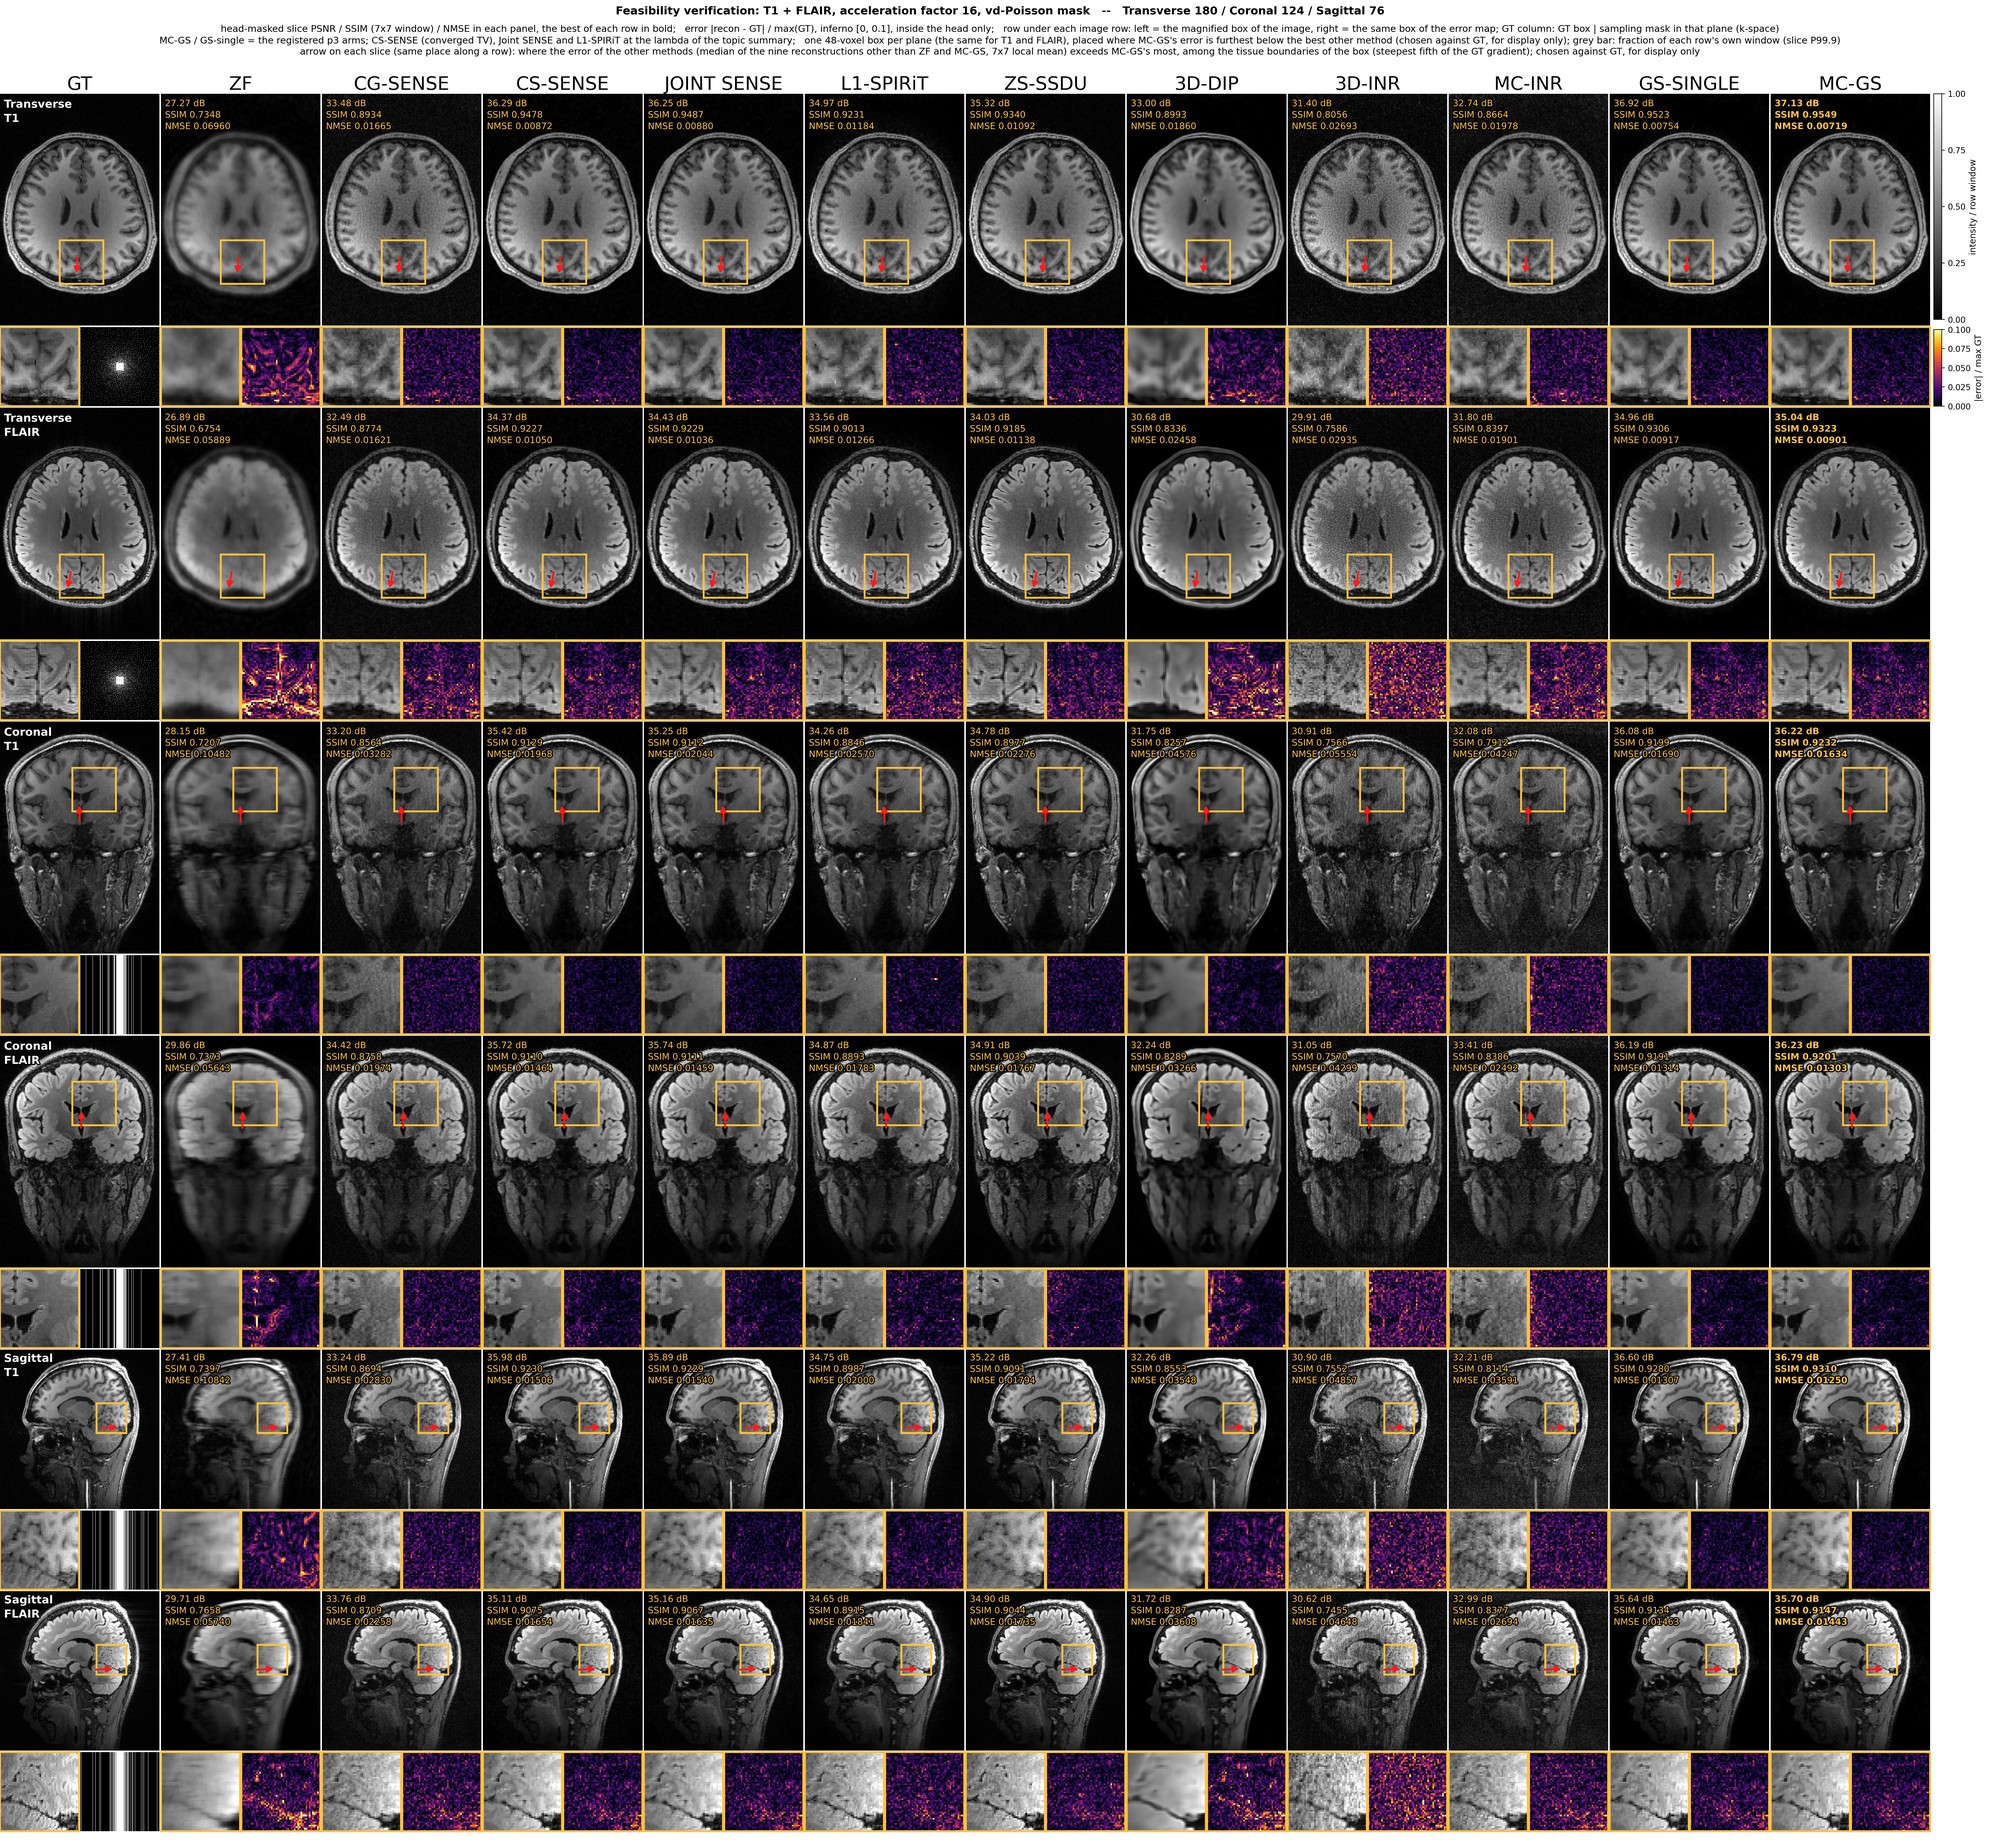 Feasibility verification: T1 + FLAIR, acceleration factor 16, vd-Poisson mask -- Transverse 180 / Coronal 124 / Sagittal 76
head-masked slice PSNR / SSIM (7x7 window) / NMSE in each panel, the best of each row in bold; error |recon - GT| / max(GT), inferno [0, 0.1], inside the head only; row under each image row: left = the magnified box of the image, right = the same box of the error map; GT column: GT box | sampling mask in that plane (k-space)
MC-GS / GS-single = the registered p3 arms; CS-SENSE (converged TV), Joint SENSE and L1-SPIRiT at the lambda of the topic summary; one 48-voxel box per plane (the same for T1 and FLAIR), placed where MC-GS's error is furthest below the best other method (chosen against GT, for display only); grey bar: fraction of each row's own window (slice P99.9)
arrow on each slice (same place along a row): where the error of the other methods (median of the nine reconstructions other than ZF and MC-GS, 7x7 local mean) exceeds MC-GS's most, among the tissue boundaries of the box (steepest fifth of the GT gradient); chosen against GT, for display only
GT ZF CG-SENSE CS-SENSE JOINT SENSE L1-SPIRiT ZS-SSDU 3D-DIP 3D-INR MC-INR GS-SINGLE MC-GS
Transverse 27.27 dB 33.48 dB 36.29 dB 36.25 dB 34.97 dB 35.32 dB 33.00 dB 31.40 dB 32.74 dB 36.92 dB 37.13 dB
T1 SSIM 0.7348 SSIM 0.8934 SSIM 0.9478 SSIM 0.9487 SSIM 0.9231 SSIM 0.9340 SSIM 0.8993 SSIM 0.8056 SSIM 0.8664 SSIM 0.9523 SSIM 0.9549
NMSE 0.06960 NMSE 0.01665 NMSE 0.00872 NMSE 0.00880 NMSE 0.01184 NMSE 0.01092 NMSE 0.01860 NMSE 0.02693 NMSE 0.01978 NMSE 0.00754 NMSE 0.00719
1.00
0.75
0.50
0.25
0.00
intensity / row window
0.100
0.075
0.050
0.025
0.000
|error| / max GT
Transverse 26.89 dB 32.49 dB 34.37 dB 34.43 dB 33.56 dB 34.03 dB 30.68 dB 29.91 dB 31.80 dB 34.96 dB 35.04 dB
FLAIR SSIM 0.6754 SSIM 0.8774 SSIM 0.9227 SSIM 0.9229 SSIM 0.9013 SSIM 0.9185 SSIM 0.8336 SSIM 0.7586 SSIM 0.8397 SSIM 0.9306 SSIM 0.9323
NMSE 0.05889 NMSE 0.01621 NMSE 0.01050 NMSE 0.01036 NMSE 0.01266 NMSE 0.01138 NMSE 0.02458 NMSE 0.02935 NMSE 0.01901 NMSE 0.00917 NMSE 0.00901
Coronal 28.15 dB 33.20 dB 35.42 dB 35.25 dB 34.26 dB 34.78 dB 31.75 dB 30.91 dB 32.08 dB 36.08 dB 36.22 dB
T1 SSIM 0.7207 SSIM 0.8564 SSIM 0.9129 SSIM 0.9112 SSIM 0.8846 SSIM 0.8977 SSIM 0.8257 SSIM 0.7566 SSIM 0.7912 SSIM 0.9199 SSIM 0.9232
NMSE 0.10482 NMSE 0.03282 NMSE 0.01968 NMSE 0.02044 NMSE 0.02570 NMSE 0.02276 NMSE 0.04576 NMSE 0.05554 NMSE 0.04247 NMSE 0.01690 NMSE 0.01634
Coronal 29.86 dB 34.42 dB 35.72 dB 35.74 dB 34.87 dB 34.91 dB 32.24 dB 31.05 dB 33.41 dB 36.19 dB 36.23 dB
FLAIR SSIM 0.7373 SSIM 0.8758 SSIM 0.9110 SSIM 0.9111 SSIM 0.8893 SSIM 0.9039 SSIM 0.8289 SSIM 0.7570 SSIM 0.8386 SSIM 0.9191 SSIM 0.9201
NMSE 0.05643 NMSE 0.01974 NMSE 0.01464 NMSE 0.01459 NMSE 0.01783 NMSE 0.01767 NMSE 0.03266 NMSE 0.04299 NMSE 0.02492 NMSE 0.01314 NMSE 0.01303
Sagittal 27.41 dB 33.24 dB 35.98 dB 35.89 dB 34.75 dB 35.22 dB 32.26 dB 30.90 dB 32.21 dB 36.60 dB 36.79 dB
T1 SSIM 0.7397 SSIM 0.8694 SSIM 0.9230 SSIM 0.9229 SSIM 0.8987 SSIM 0.9091 SSIM 0.8553 SSIM 0.7552 SSIM 0.8114 SSIM 0.9280 SSIM 0.9310
NMSE 0.10842 NMSE 0.02830 NMSE 0.01506 NMSE 0.01540 NMSE 0.02000 NMSE 0.01794 NMSE 0.03548 NMSE 0.04857 NMSE 0.03591 NMSE 0.01307 NMSE 0.01250
Sagittal 29.71 dB 33.76 dB 35.11 dB 35.16 dB 34.65 dB 34.90 dB 31.72 dB 30.62 dB 32.99 dB 35.64 dB 35.70 dB
FLAIR SSIM 0.7658 SSIM 0.8709 SSIM 0.9075 SSIM 0.9067 SSIM 0.8915 SSIM 0.9044 SSIM 0.8287 SSIM 0.7455 SSIM 0.8377 SSIM 0.9134 SSIM 0.9147
NMSE 0.05740 NMSE 0.02258 NMSE 0.01654 NMSE 0.01635 NMSE 0.01841 NMSE 0.01735 NMSE 0.03608 NMSE 0.04648 NMSE 0.02694 NMSE 0.01463 NMSE 0.01443